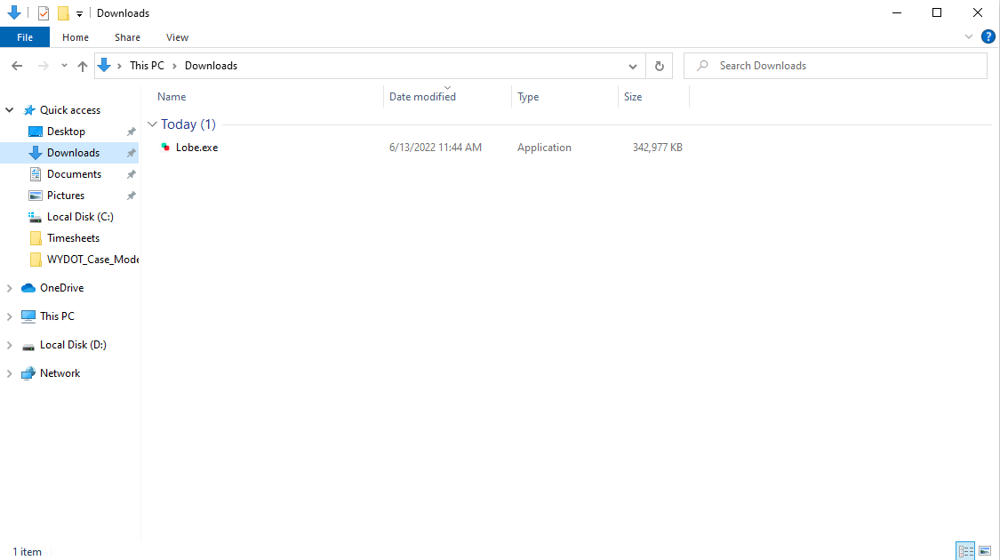 Downloads
File Home Share View
This PC Downloads
Search Downloads
Name Date modified Type Size
Quick access
Desktop
Downloads
Documents
Pictures
Local Disk (C:)
Timesheets
WYDOT_Case_Mode
OneDrive
This PC
Local Disk (D:)
Network
Today (1)
Lobe.exe 6/13/2022 11:44 AM Application 342,977 KB
1 item